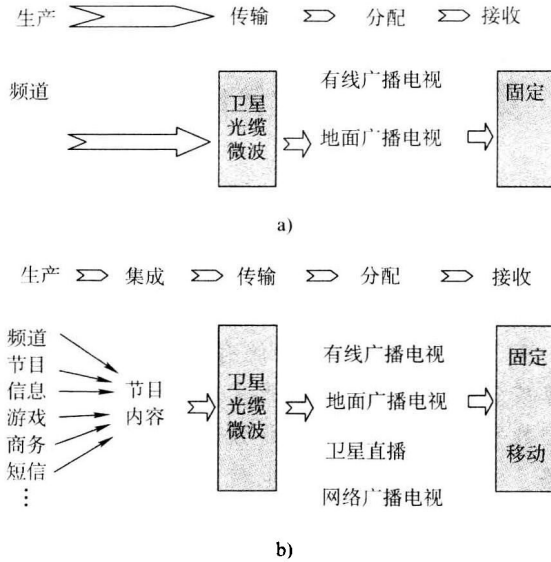 生产 传输 分配 接收
频道
卫星
光缆
微波
有线广播电视
地面广播电视
固定
a)
生产 集成 传输 分配 接收
频道
节目
信息
游戏
商务
短信
⋮
节目
内容
卫星
光缆
微波
有线广播电视
地面广播电视
卫星直播
网络广播电视
固定
移动
b)